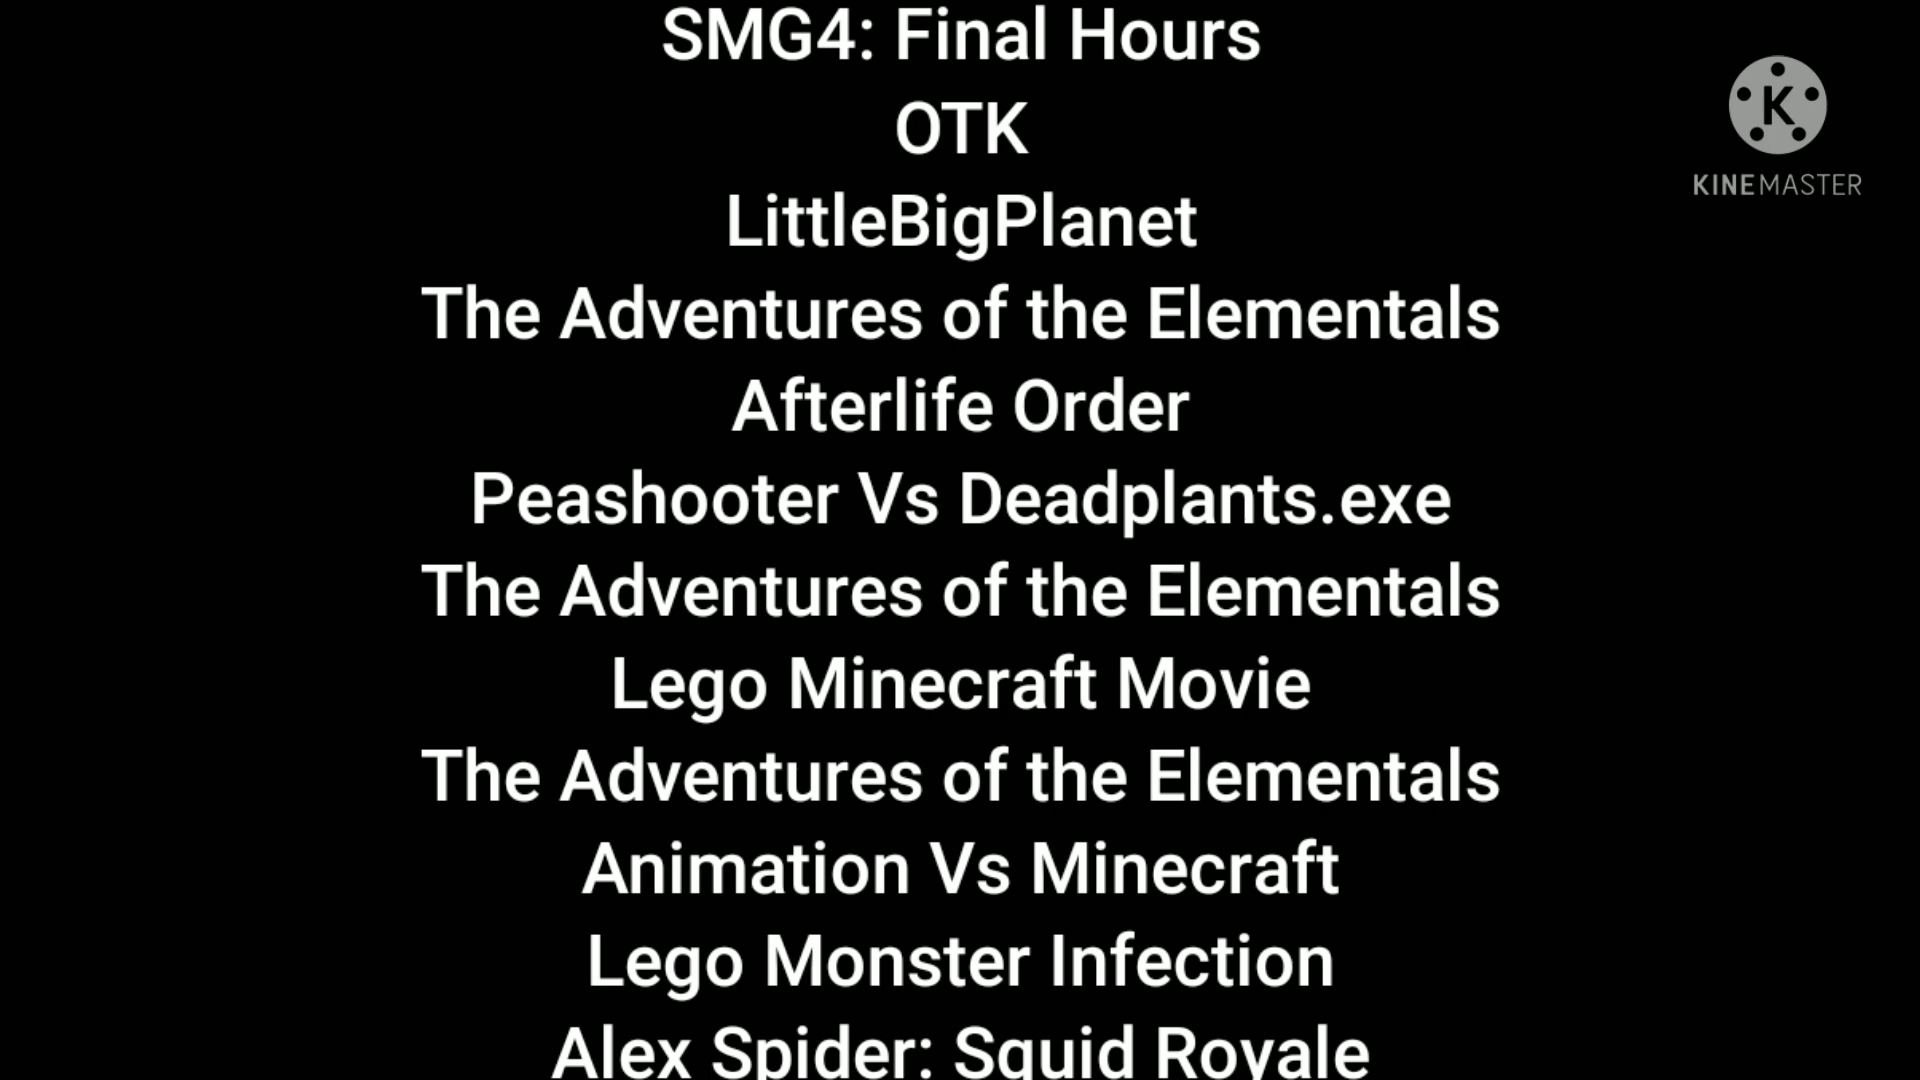 SMG4: Final Hours
OTK
K
KINEMASTER
LittleBigPlanet
The Adventures of the Elementals
Afterlife Order
Peashooter Vs Deadplants.exe
The Adventures of the Elementals
Lego Minecraft Movie
The Adventures of the Elementals
Animation Vs Minecraft
Lego Monster Infection
Alex Spider: Squid Royale